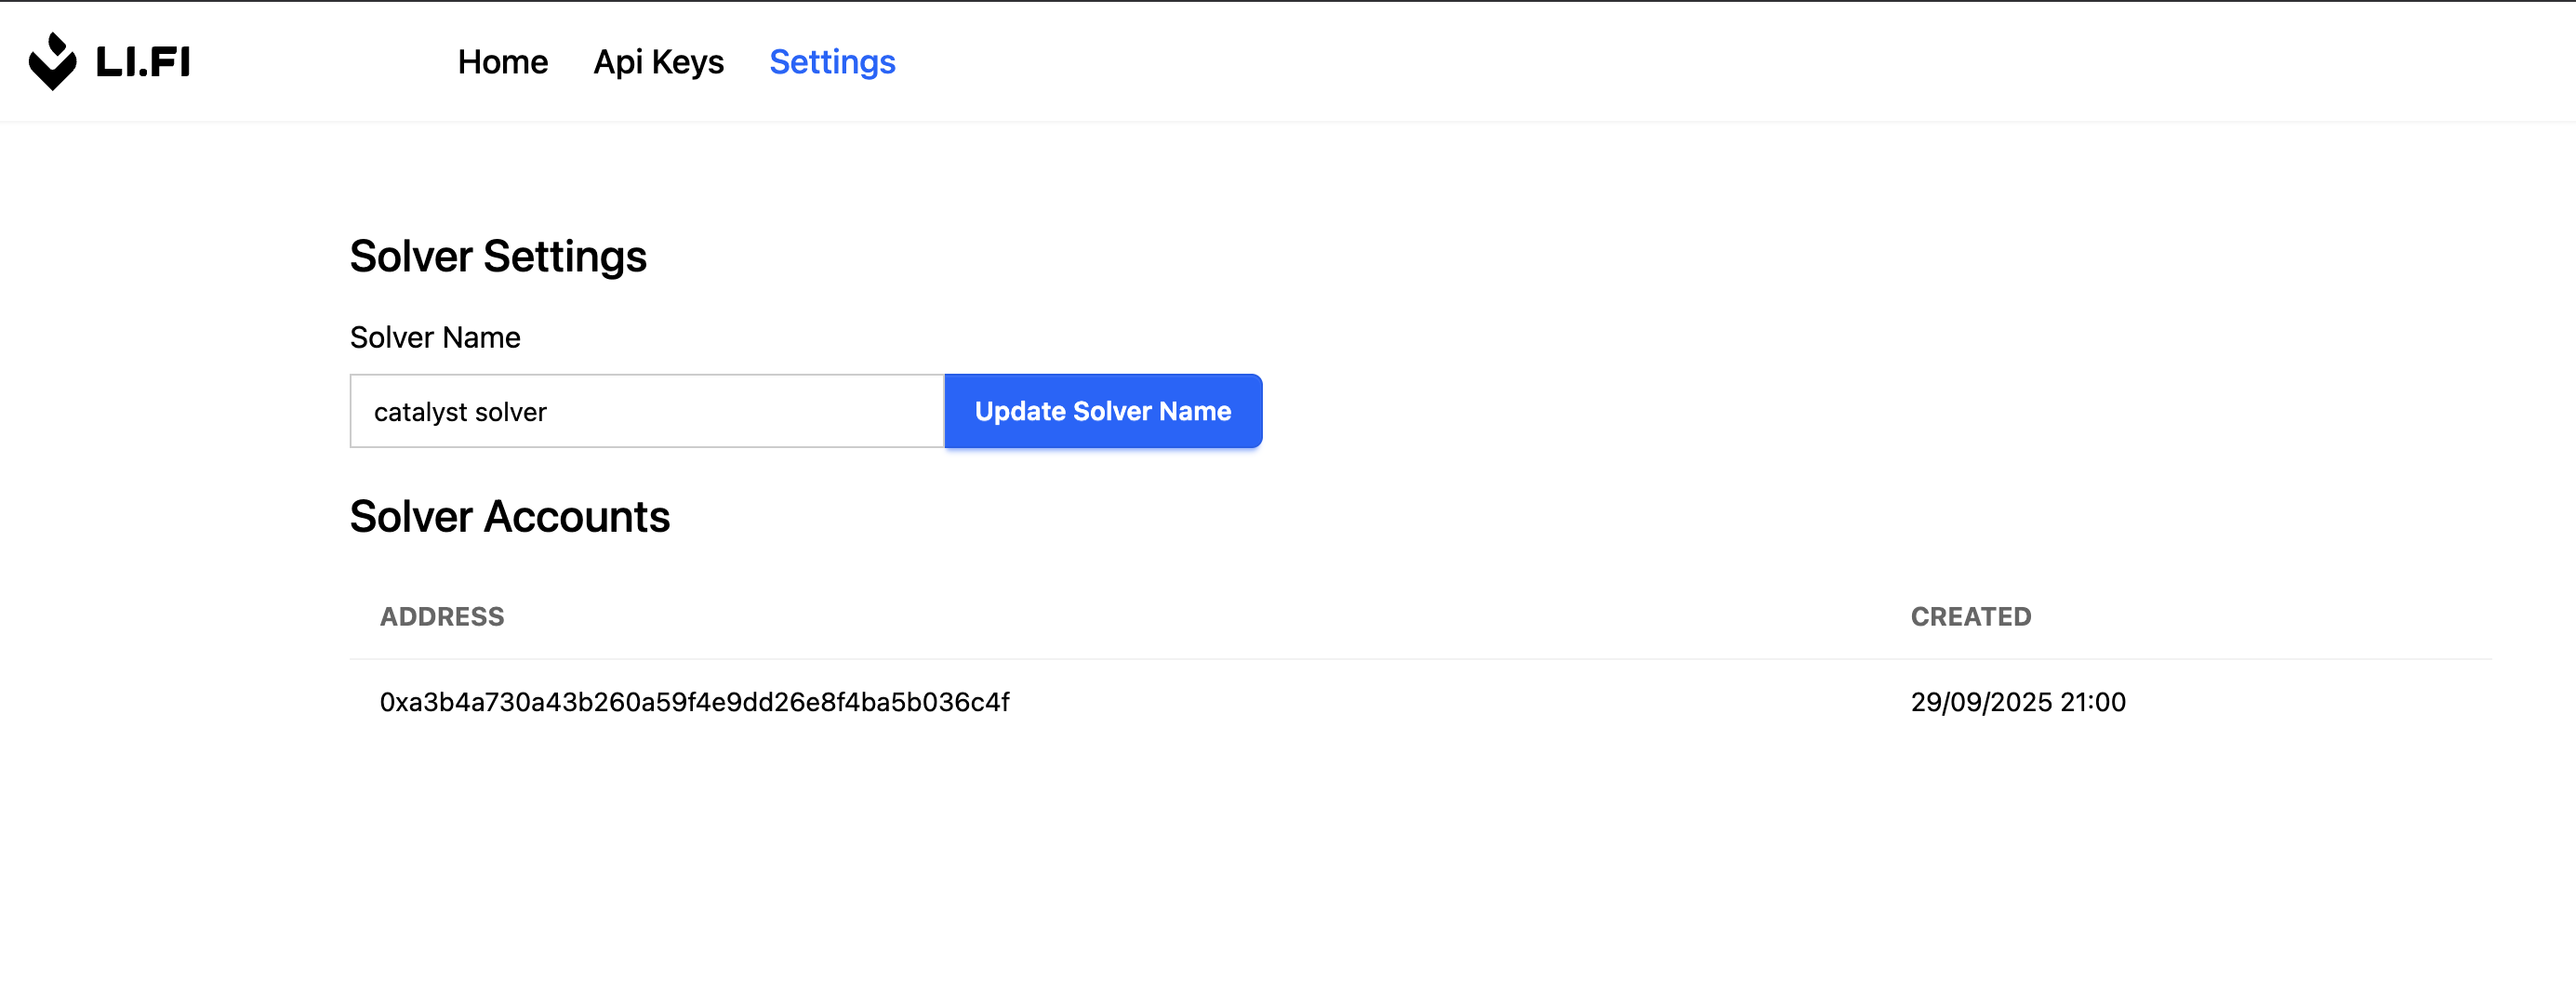 LI.FI
Home Api Keys Settings
Solver Settings
Solver Name
catalyst solver Update Solver Name
Solver Accounts
ADDRESS CREATED
0xa3b4a730a43b260a59f4e9dd26e8f4ba5b036c4f 29/09/2025 21:00